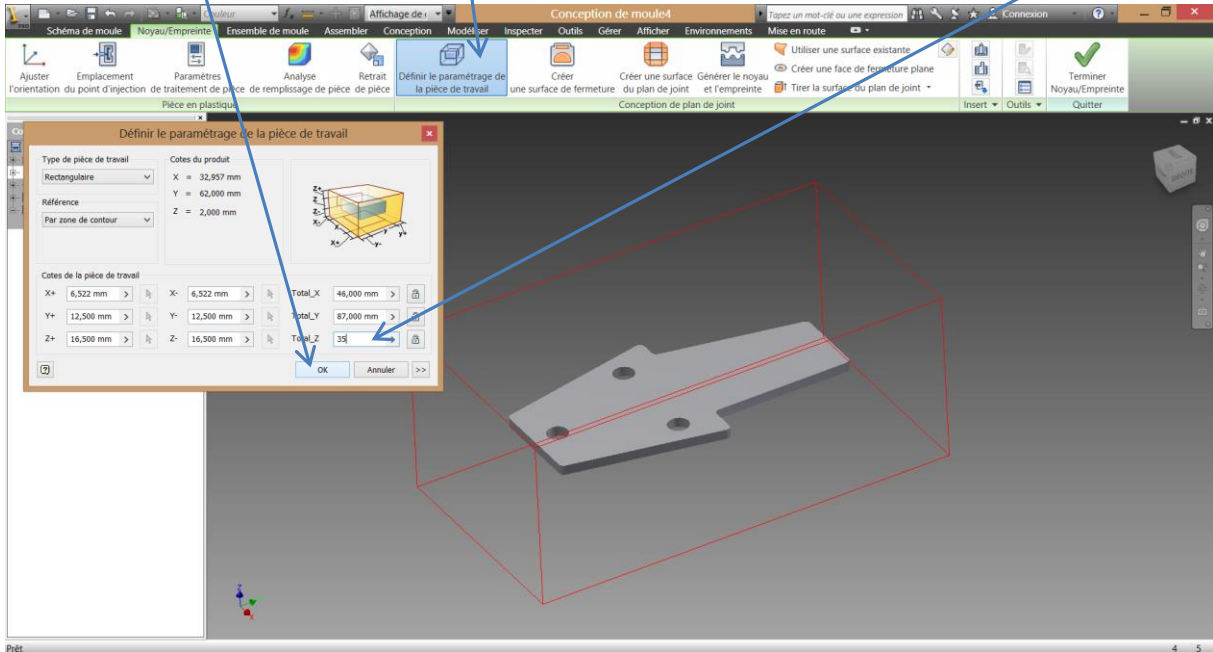 PRO
Couleur
Affichage de
Conception de moule4
Tapez un mot-clé ou une expression
Connexion
Schéma de moule Noyau/Empreinte Ensemble de moule Assembler Conception Modéliser Inspecter Outils Gérer Afficher Environnements Mise en route
Ajuster
l'orientation
Emplacement
du point d'injection
Paramètres
de traitement de pièce
Analyse
de remplissage de pièce
Retrait
de pièce
Définir le paramétrage de
la pièce de travail
Créer
une surface de fermeture
Créer une surface
du plan de joint
Générer le noyau
et l'empreinte
Utiliser une surface existante
Créer une face de fermeture plane
Tirer la surface du plan de joint
Terminer
Noyau/Empreinte
Pièce en plastique Conception de plan de joint Insert Outils Quitter
Définir le paramétrage de la pièce de travail
Type de pièce de travail
Rectangulaire
Référence
Par zone de contour
Cotes du produit
X = 32,957 mm
Y = 62,000 mm
Z = 2,000 mm
Z+
Z
Z-
X-
X
X+
Y-
Y
Y+
Cotes de la pièce de travail
X+ 6,522 mm X- 6,522 mm Total_X 46,000 mm
Y+ 12,500 mm Y- 12,500 mm Total_Y 87,000 mm
Z+ 16,500 mm Z- 16,500 mm Total_Z 35
OK Annuler >>
DROITE
Z
Prêt
4 5